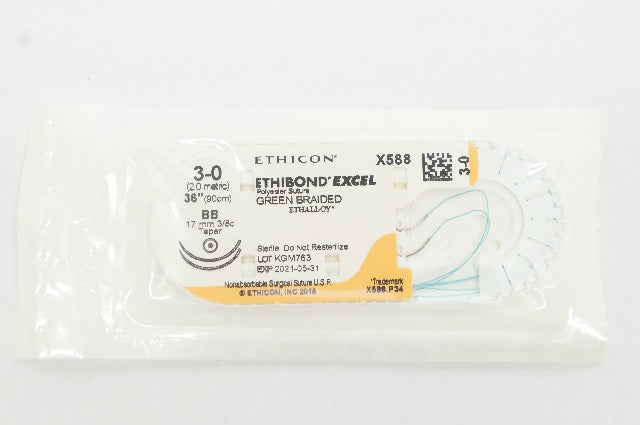 3-0
(2.0 metric)
36" (90cm)
BB
17 mm 3/8c
Taper
ETHICON*
X588
ETHIBOND* EXCEL
Polyester Suture
GREEN BRAIDED
ETHALLOY*
Sterile Do Not Resterilize
LOT KGM763
EXP 2021-05-31
Nonabsorbable Surgical Suture U.S.P.
© ETHICON, INC 2015
*Trademark
X588.P34
3-0